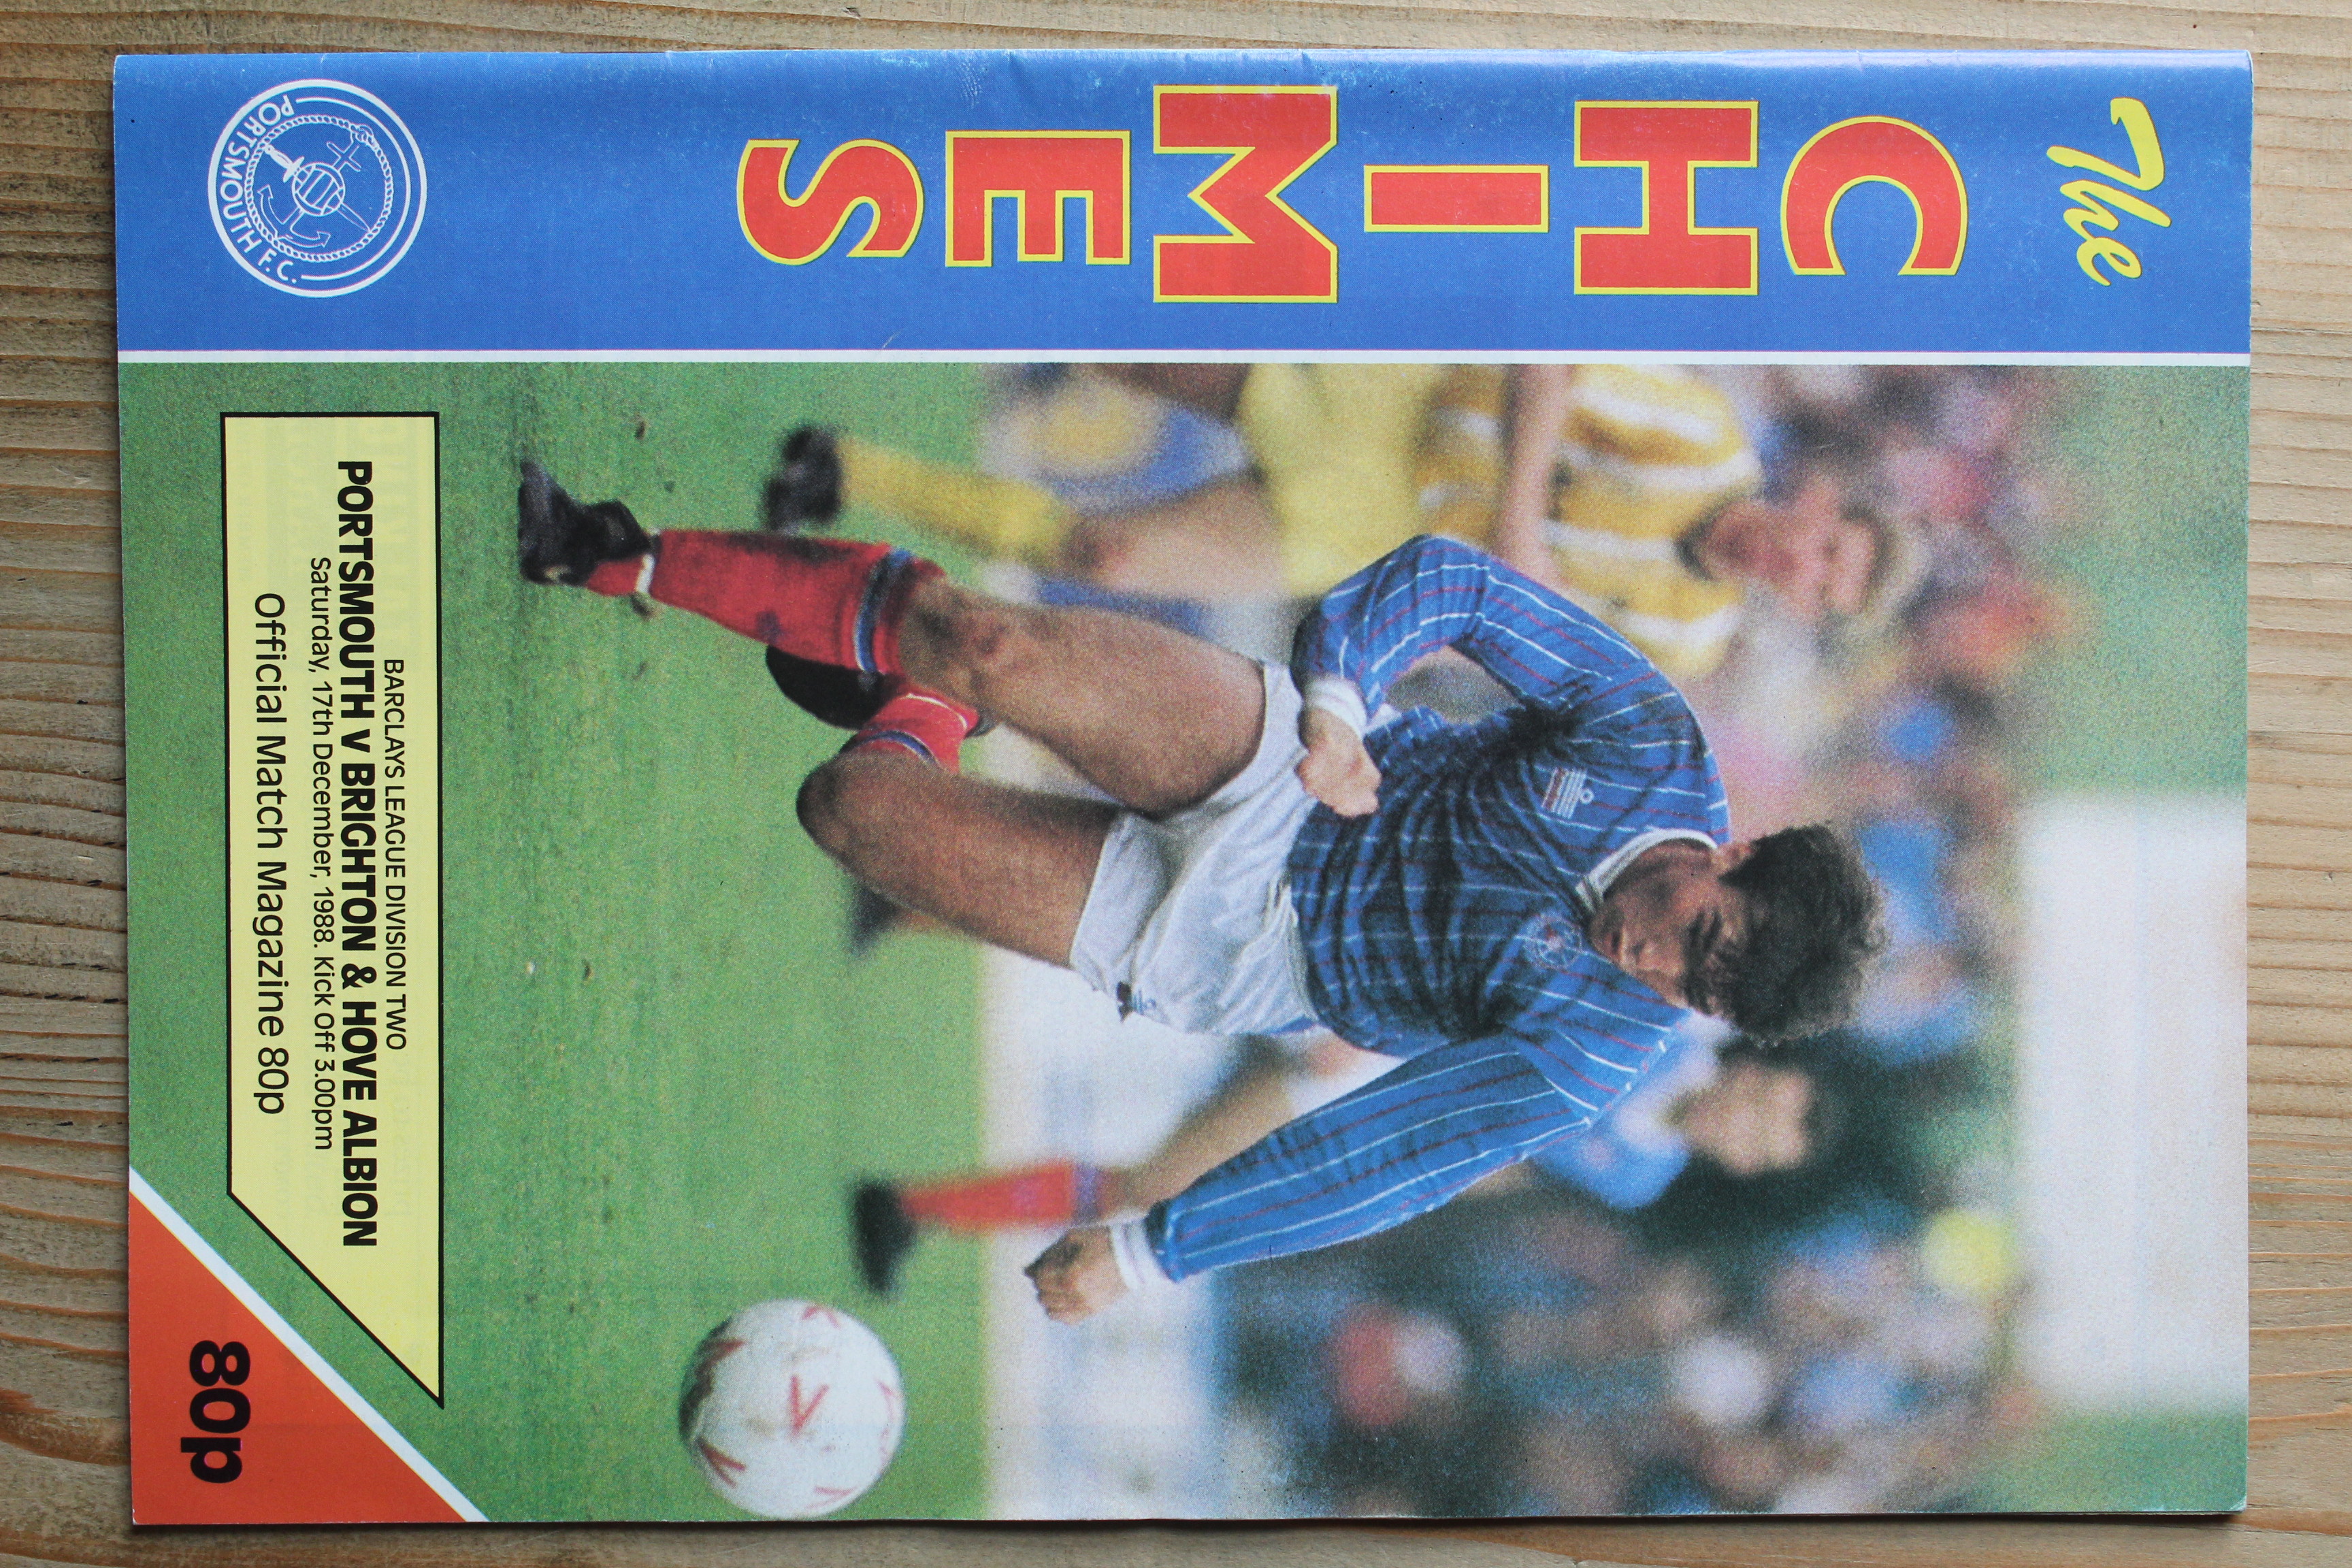 The
CHIMES
PORTSMOUTH F.C.
BARCLAYS LEAGUE DIVISION TWO
PORTSMOUTH V BRIGHTON & HOVE ALBION
Saturday, 17th December, 1988. Kick Off 3.00pm
Official Match Magazine 80p
80p